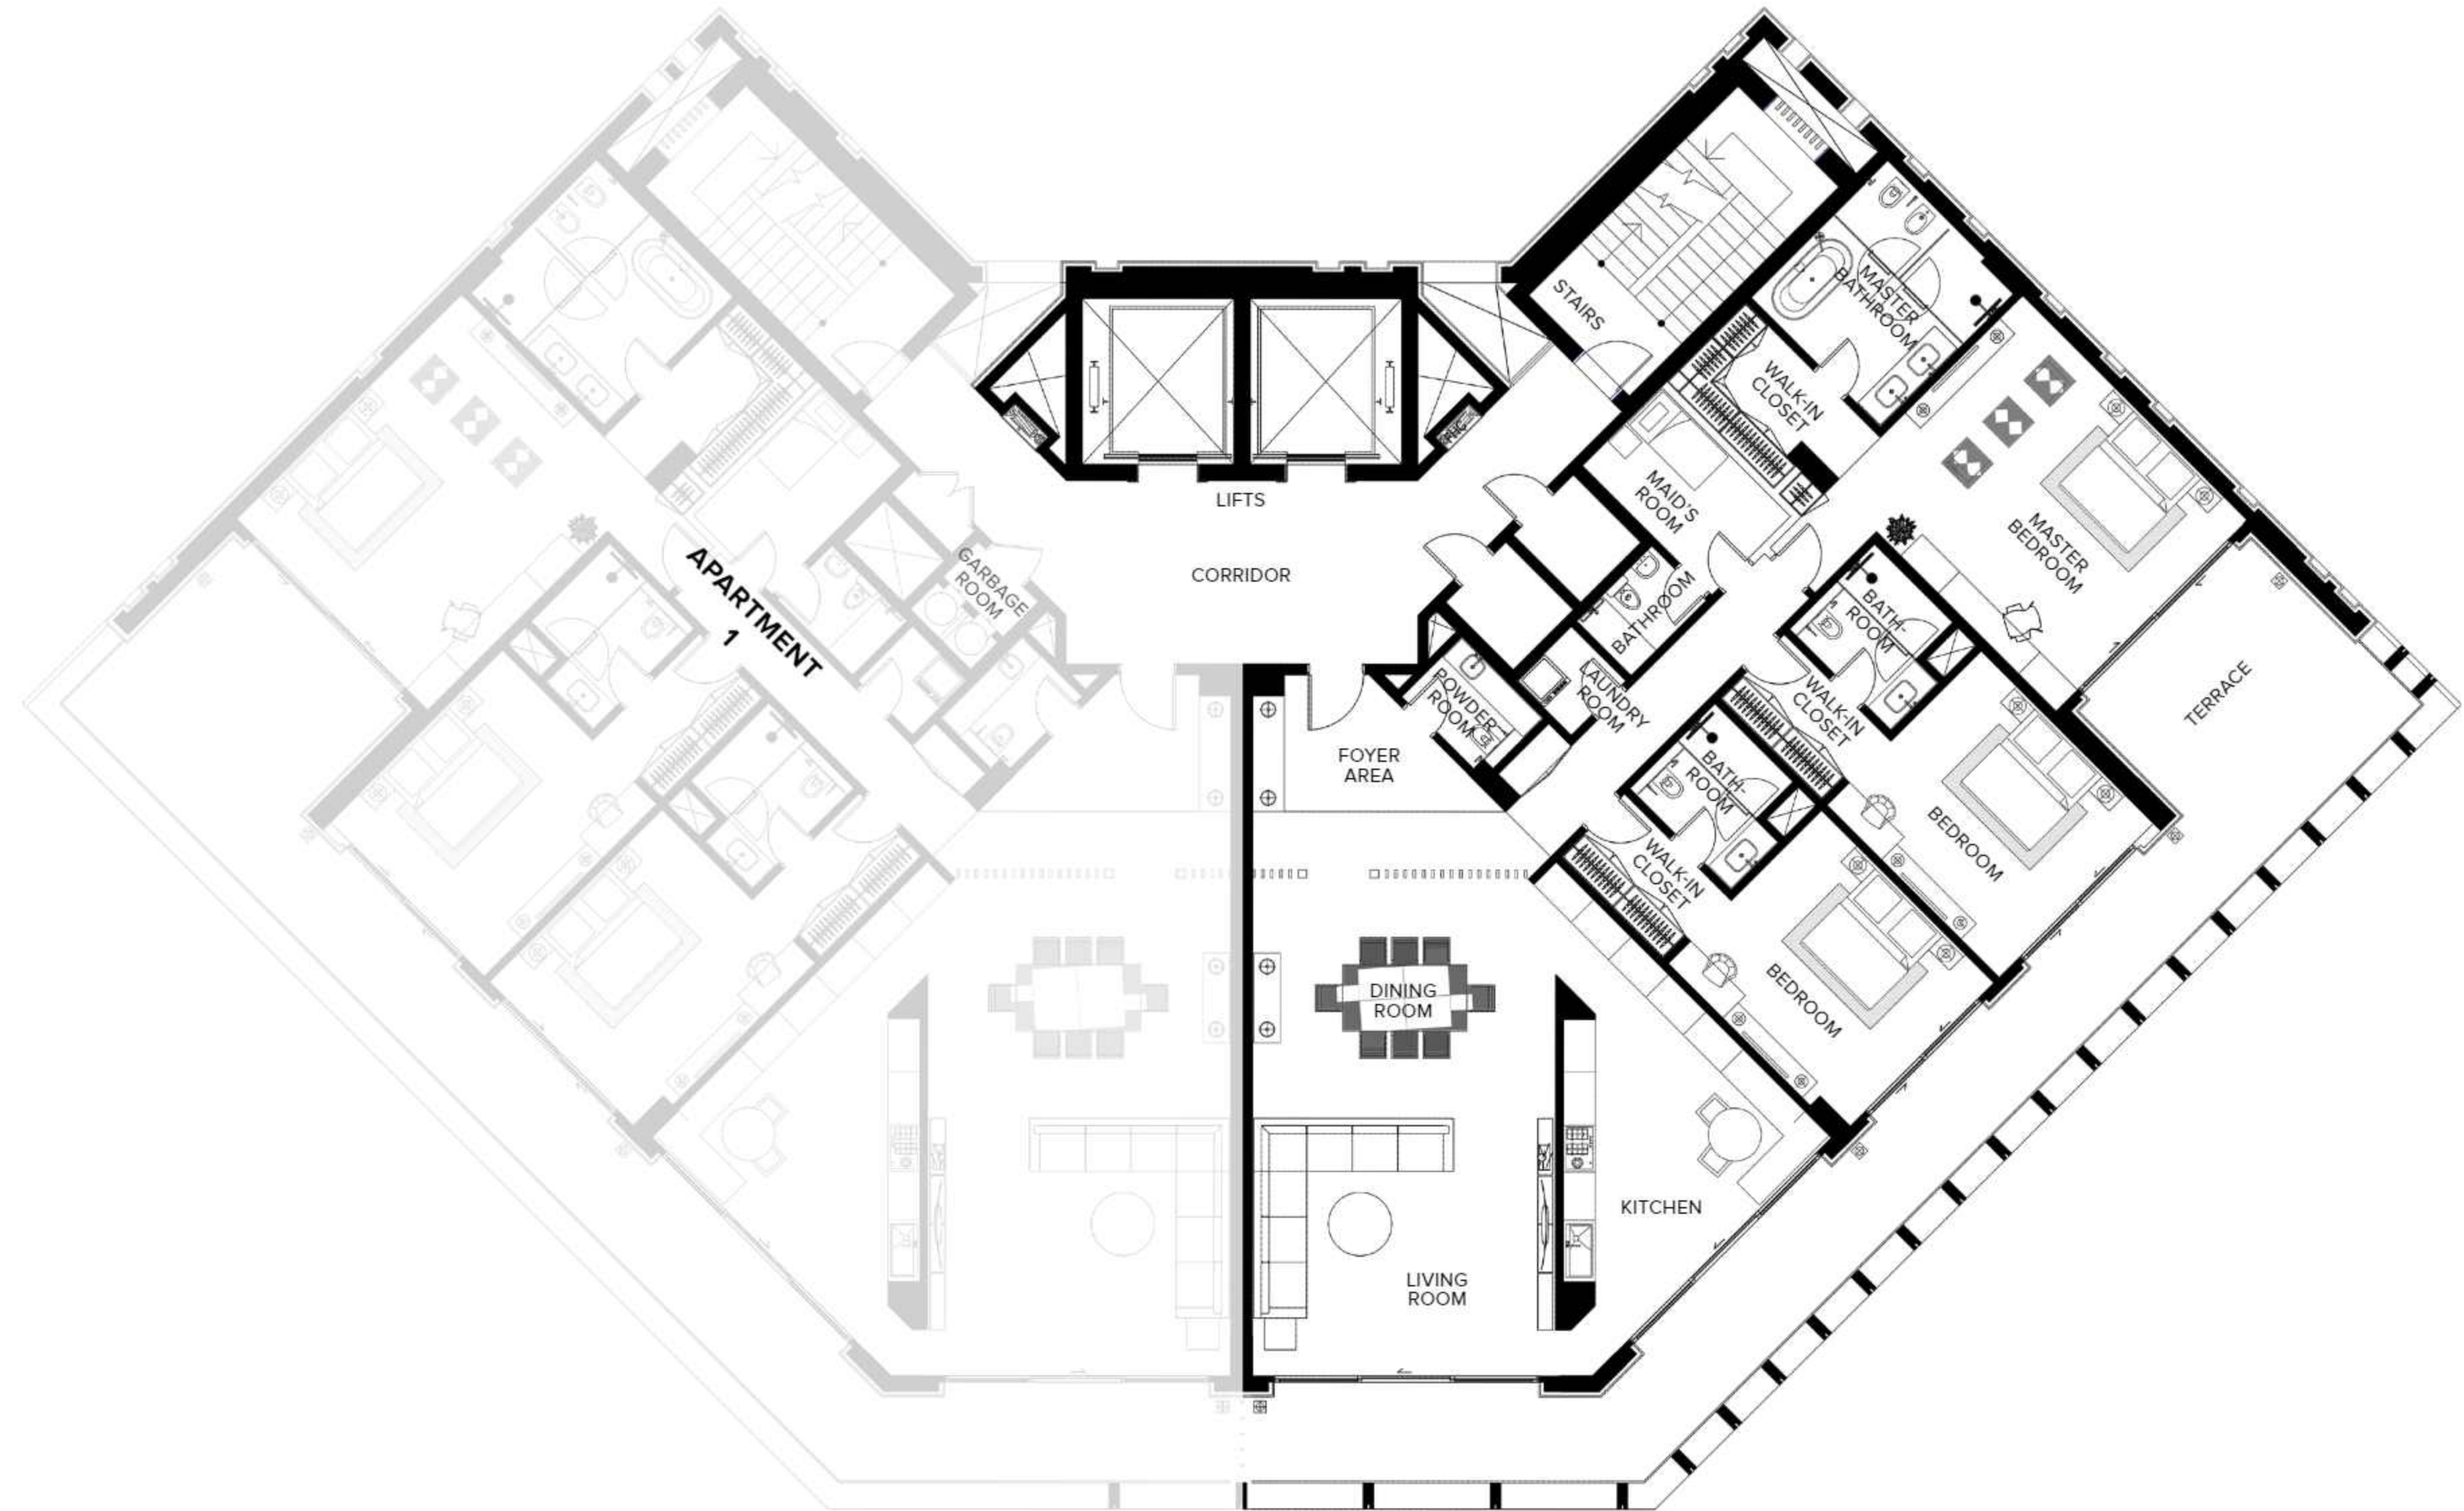 STAIRS
MASTER
BATHROOM
WALK-IN
CLOSET
LIFTS
MAID'S
ROOM
MASTER
BEDROOM
CORRIDOR
GARBAGE
ROOM
APARTMENT
1
BATHROOM
BATH-
ROOM
TERRACE
POWDER
ROOM
LAUNDRY
ROOM
WALK-IN
CLOSET
FOYER
AREA
BATH-
ROOM
BEDROOM
WALK-IN
CLOSET
BEDROOM
DINING
ROOM
KITCHEN
LIVING
ROOM